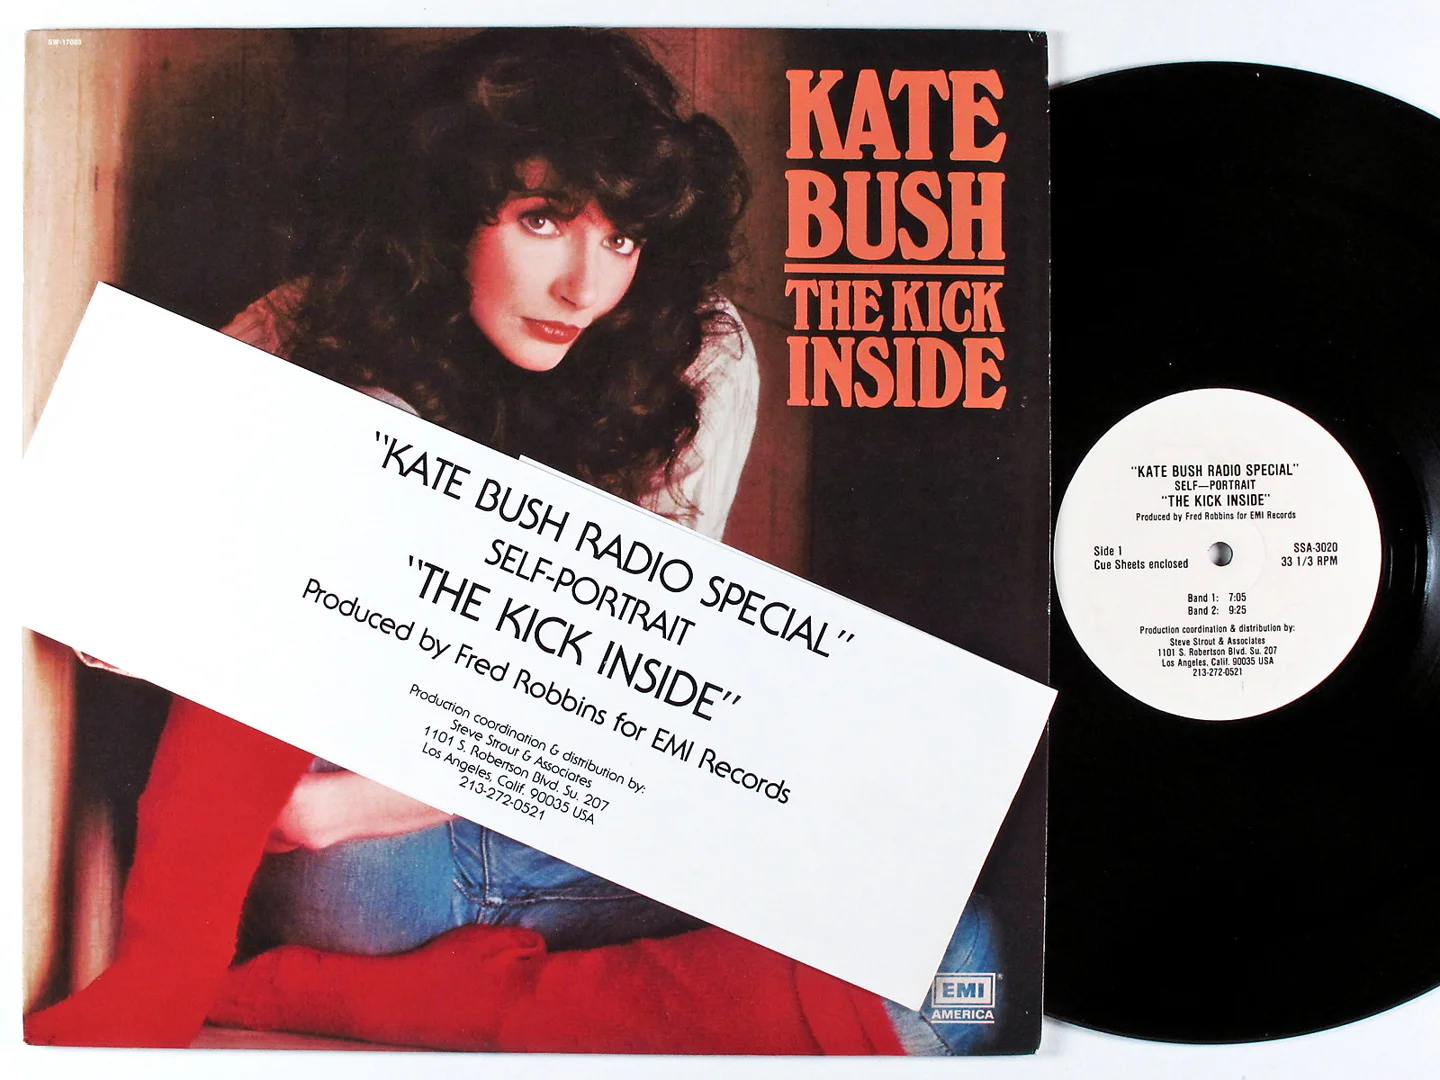 SW-17003
KATE
BUSH
THE KICK
INSIDE
"KATE BUSH RADIO SPECIAL"
SELF-PORTRAIT
"THE KICK INSIDE"
Produced by Fred Robbins for EMI Records
Production coordination & distribution by:
Steve Strout & Associates
1101 S. Robertson Blvd. Su. 207
Los Angeles, Calif. 90035 USA
213-272-0521
EMI
AMERICA
"KATE BUSH RADIO SPECIAL"
SELF—PORTRAIT
"THE KICK INSIDE"
Produced by Fred Robbins for EMI Records
Side 1
Cue Sheets enclosed
SSA-3020
33 1/3 RPM
Band 1: 7:05
Band 2: 9:25
Production coordination & distribution by:
Steve Strout & Associates
1101 S. Robertson Blvd. Su. 207
Los Angeles, Calif. 90035 USA
213-272-0521